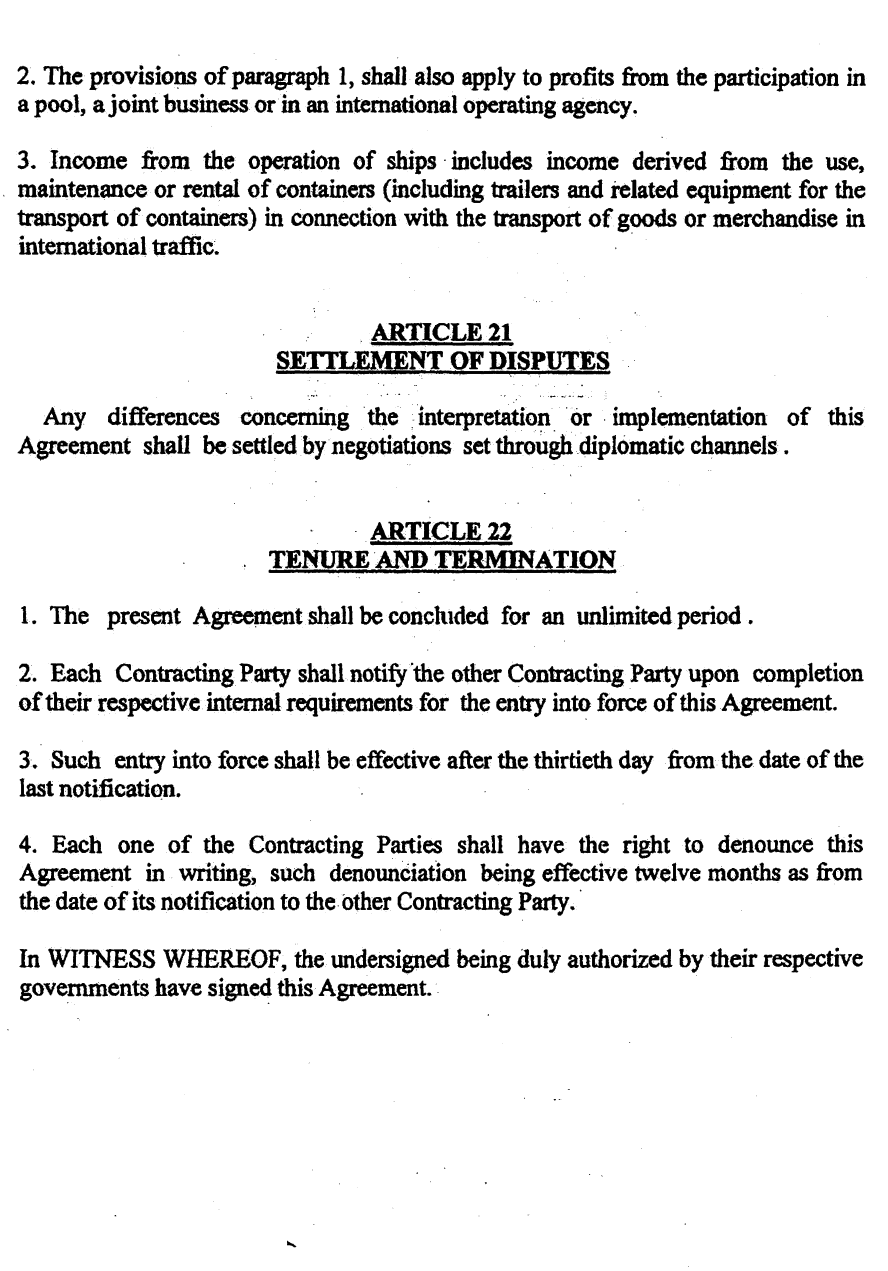 2. The provisions of paragraph 1, shall also apply to profits from the participation in
a pool, a joint business or in an international operating agency.
3. Income from the operation of ships includes income derived from the use,
maintenance or rental of containers (including trailers and related equipment for the
transport of containers) in connection with the transport of goods or merchandise in
international traffic.
ARTICLE 21
SETTLEMENT OF DISPUTES
Any differences concerning the interpretation or implementation of this
Agreement shall be settled by negotiations set through diplomatic channels .
ARTICLE 22
TENURE AND TERMINATION
1. The present Agreement shall be concluded for an unlimited period .
2. Each Contracting Party shall notify the other Contracting Party upon completion
of their respective internal requirements for the entry into force of this Agreement.
3. Such entry into force shall be effective after the thirtieth day from the date of the
last notification.
4. Each one of the Contracting Parties shall have the right to denounce this
Agreement in writing, such denounciation being effective twelve months as from
the date of its notification to the other Contracting Party.
In WITNESS WHEREOF, the undersigned being duly authorized by their respective
governments have signed this Agreement.